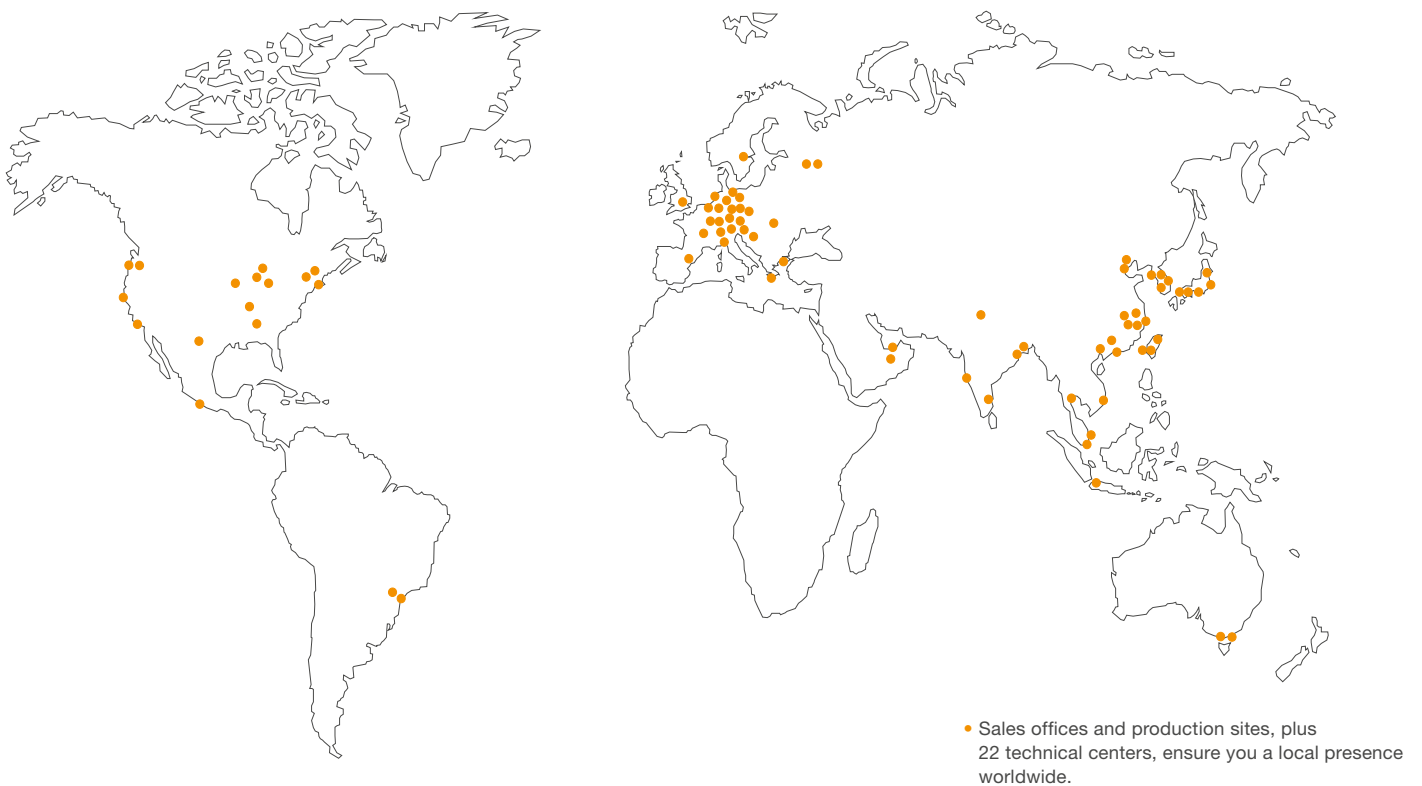 Sales offices and production sites, plus
22 technical centers, ensure you a local presence
worldwide.